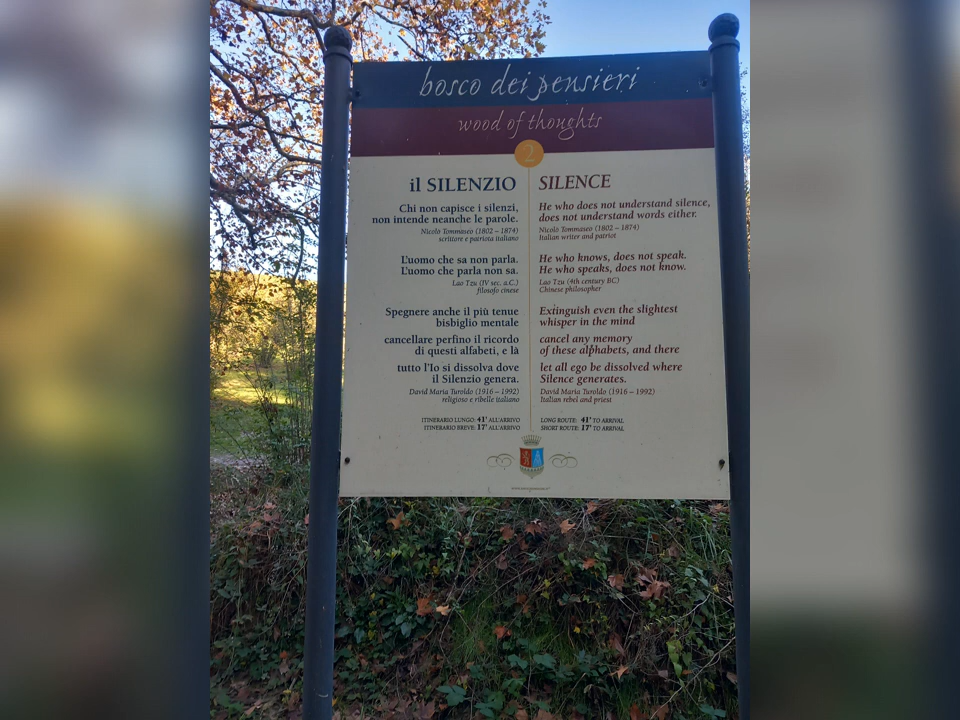 bosco dei pensieri
wood of thoughts
2
il SILENZIO
Chi non capisce i silenzi,
non intende neanche le parole.
Nicolò Tommaseo (1802 – 1874)
scrittore e patriota italiano
L'uomo che sa non parla.
L'uomo che parla non sa.
Lao Tzu (IV sec. a.C.)
filosofo cinese
Spegnere anche il più tenue
bisbiglio mentale
cancellare perfino il ricordo
di questi alfabeti, e là
tutto l'Io si dissolva dove
il Silenzio genera.
David Maria Turoldo (1916 – 1992)
religioso e ribelle italiano
ITINERARIO LUNGO: 41' ALL'ARRIVO
ITINERARIO BREVE: 17' ALL'ARRIVO
SILENCE
He who does not understand silence,
does not understand words either.
Nicolò Tommaseo (1802 – 1874)
Italian writer and patriot
He who knows, does not speak.
He who speaks, does not know.
Lao Tzu (4th century BC)
Chinese philosopher
Extinguish even the slightest
whisper in the mind
cancel any memory
of these alphabets, and there
let all ego be dissolved where
Silence generates.
David Maria Turoldo (1916 – 1992)
Italian rebel and priest
LONG ROUTE: 41' TO ARRIVAL
SHORT ROUTE: 17' TO ARRIVAL